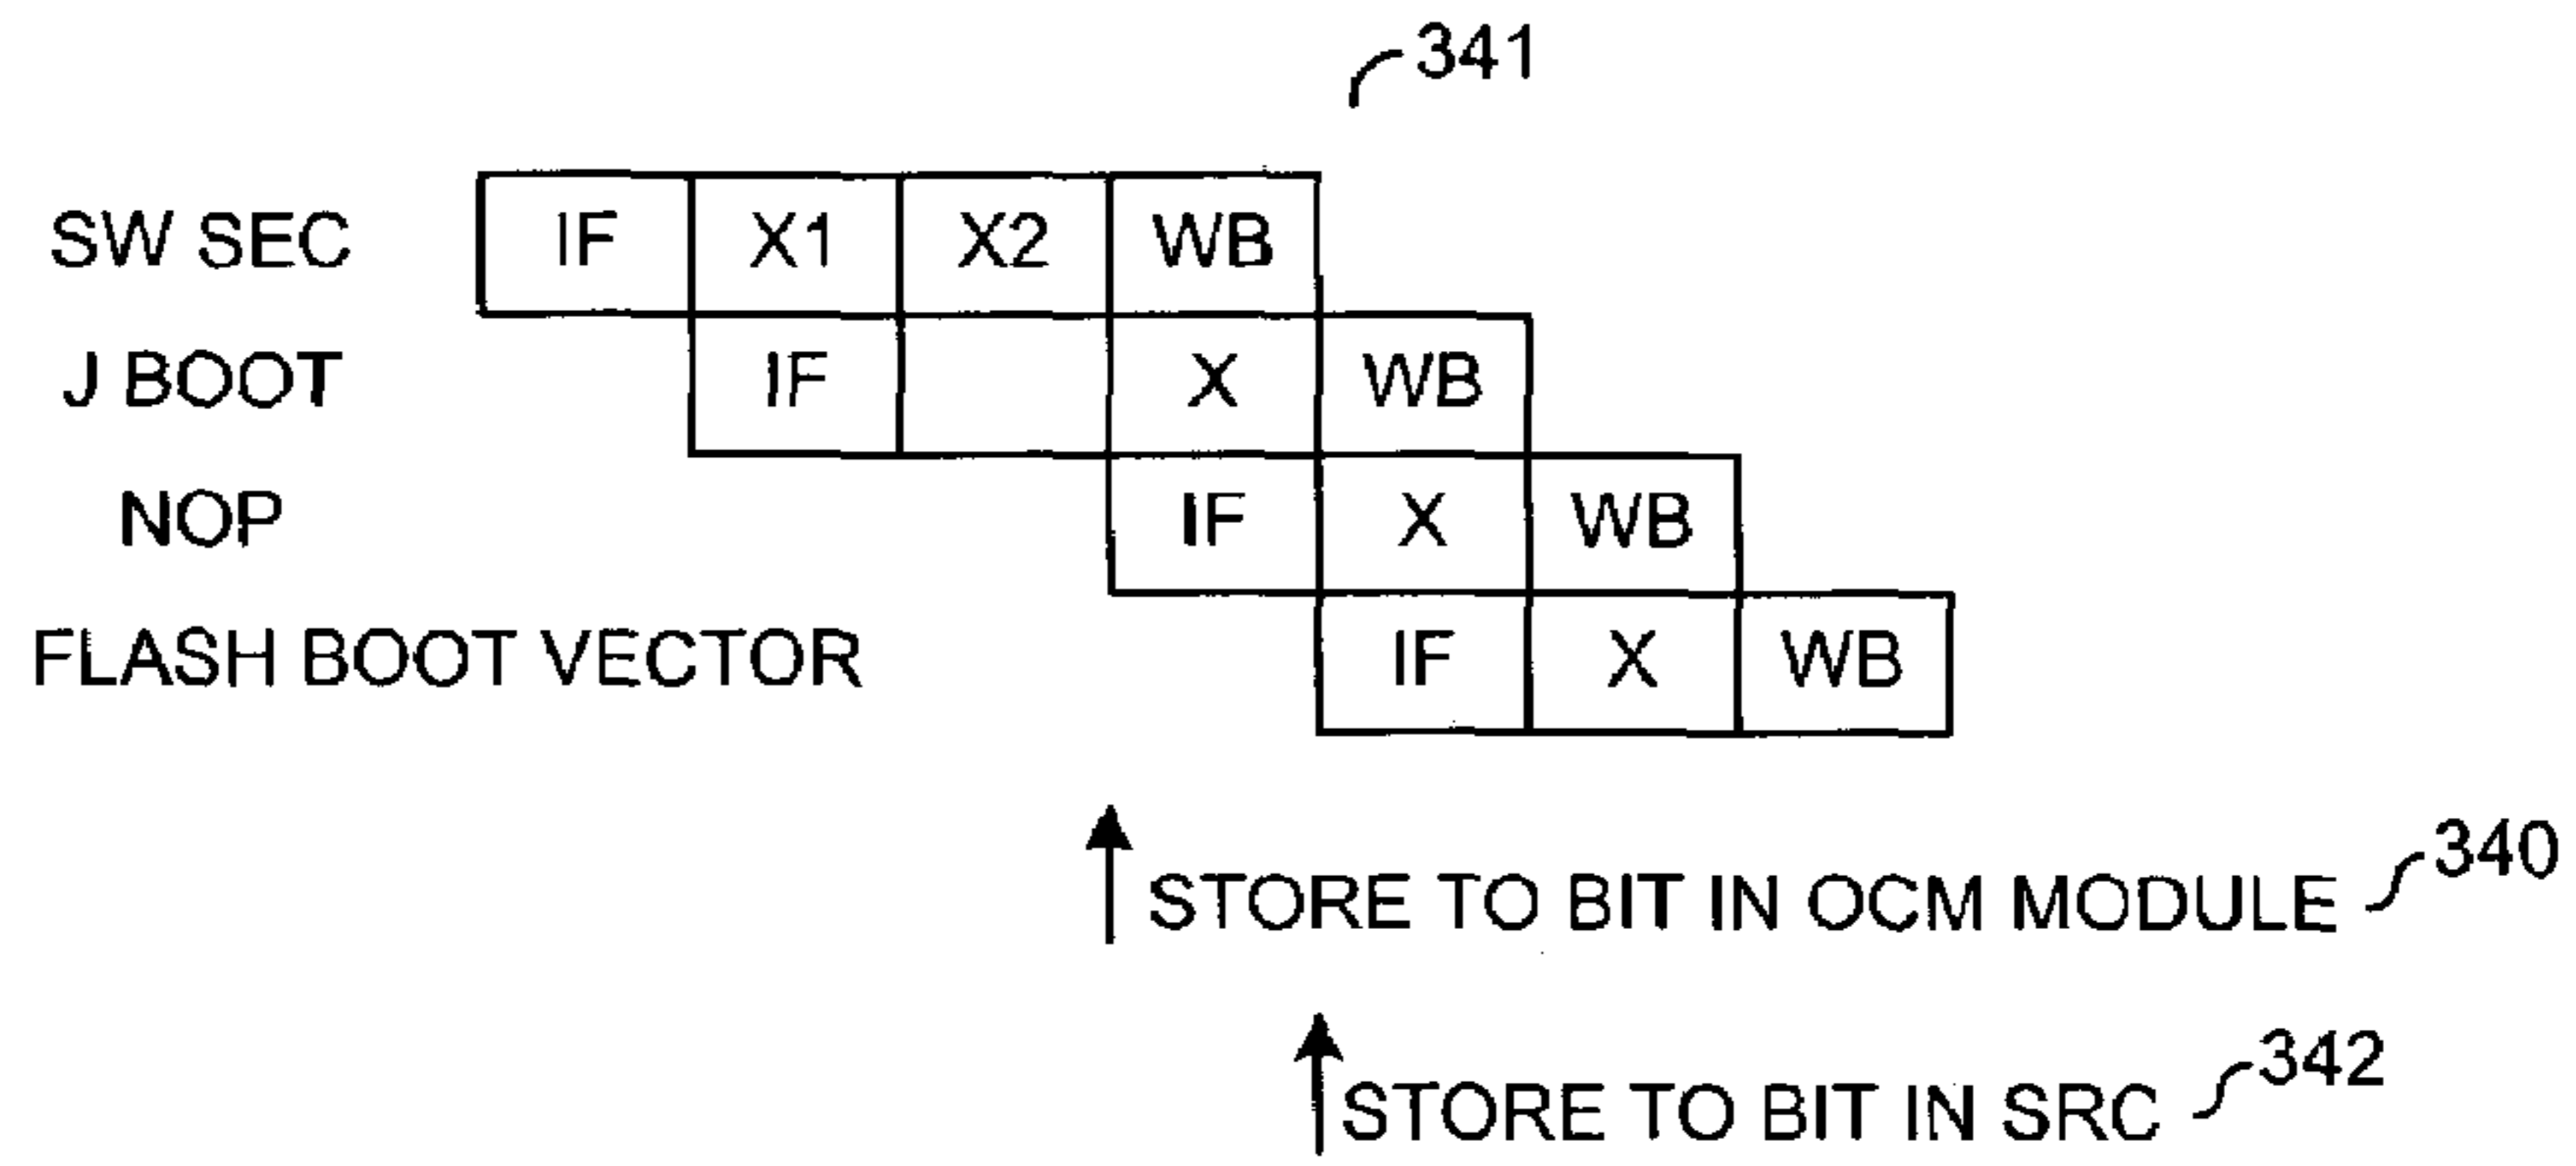 341
SW SEC IF X1 X2 WB
J BOOT IF X WB
NOP IF X WB
FLASH BOOT VECTOR IF X WB
STORE TO BIT IN OCM MODULE 340
STORE TO BIT IN SRC 342